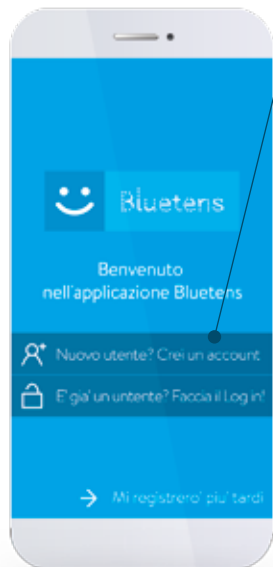 Bluetens
Benvenuto
nell'applicazione Bluetens
Nuovo utente? Crei un account
E' gia' un untente? Faccia il Log in!
Mi registrero' piu' tardi